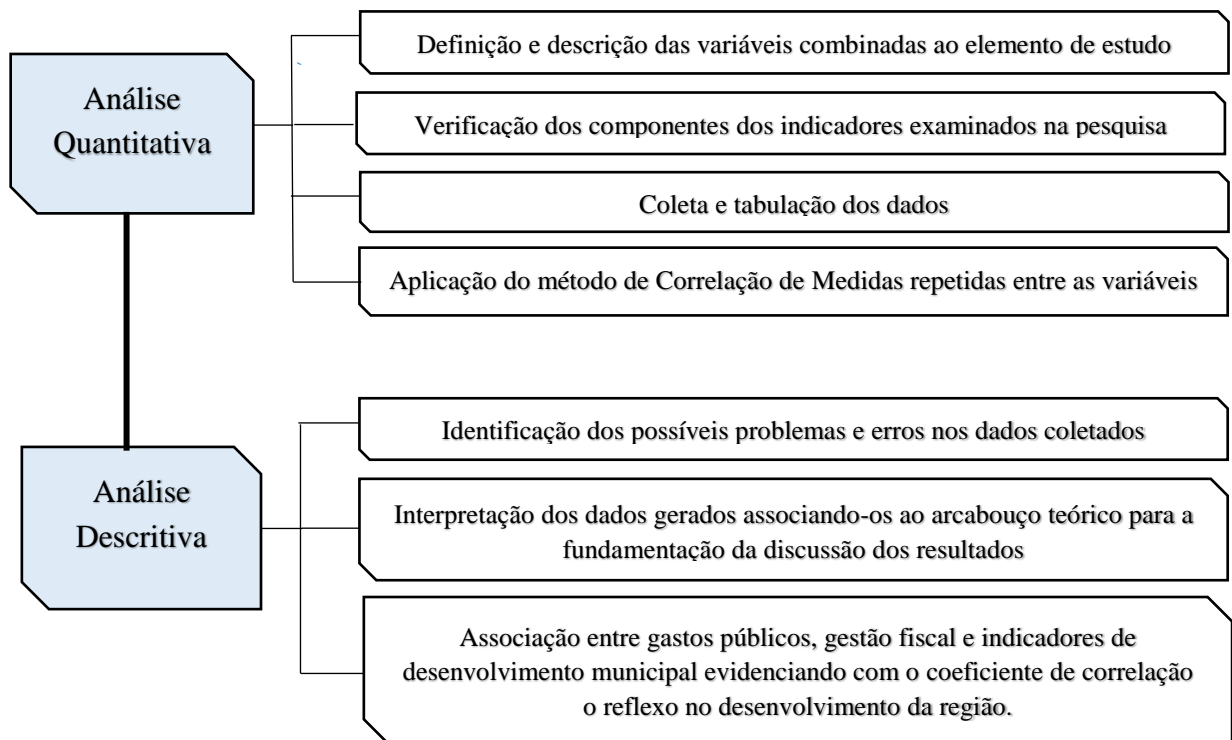 Análise
Quantitativa
Definição e descrição das variáveis combinadas ao elemento de estudo
Verificação dos componentes dos indicadores examinados na pesquisa
Coleta e tabulação dos dados
Aplicação do método de Correlação de Medidas repetidas entre as variáveis
Análise
Descritiva
Identificação dos possíveis problemas e erros nos dados coletados
Interpretação dos dados gerados associando-os ao arcabouço teórico para a
fundamentação da discussão dos resultados
Associação entre gastos públicos, gestão fiscal e indicadores de
desenvolvimento municipal evidenciando com o coeficiente de correlação
o reflexo no desenvolvimento da região.